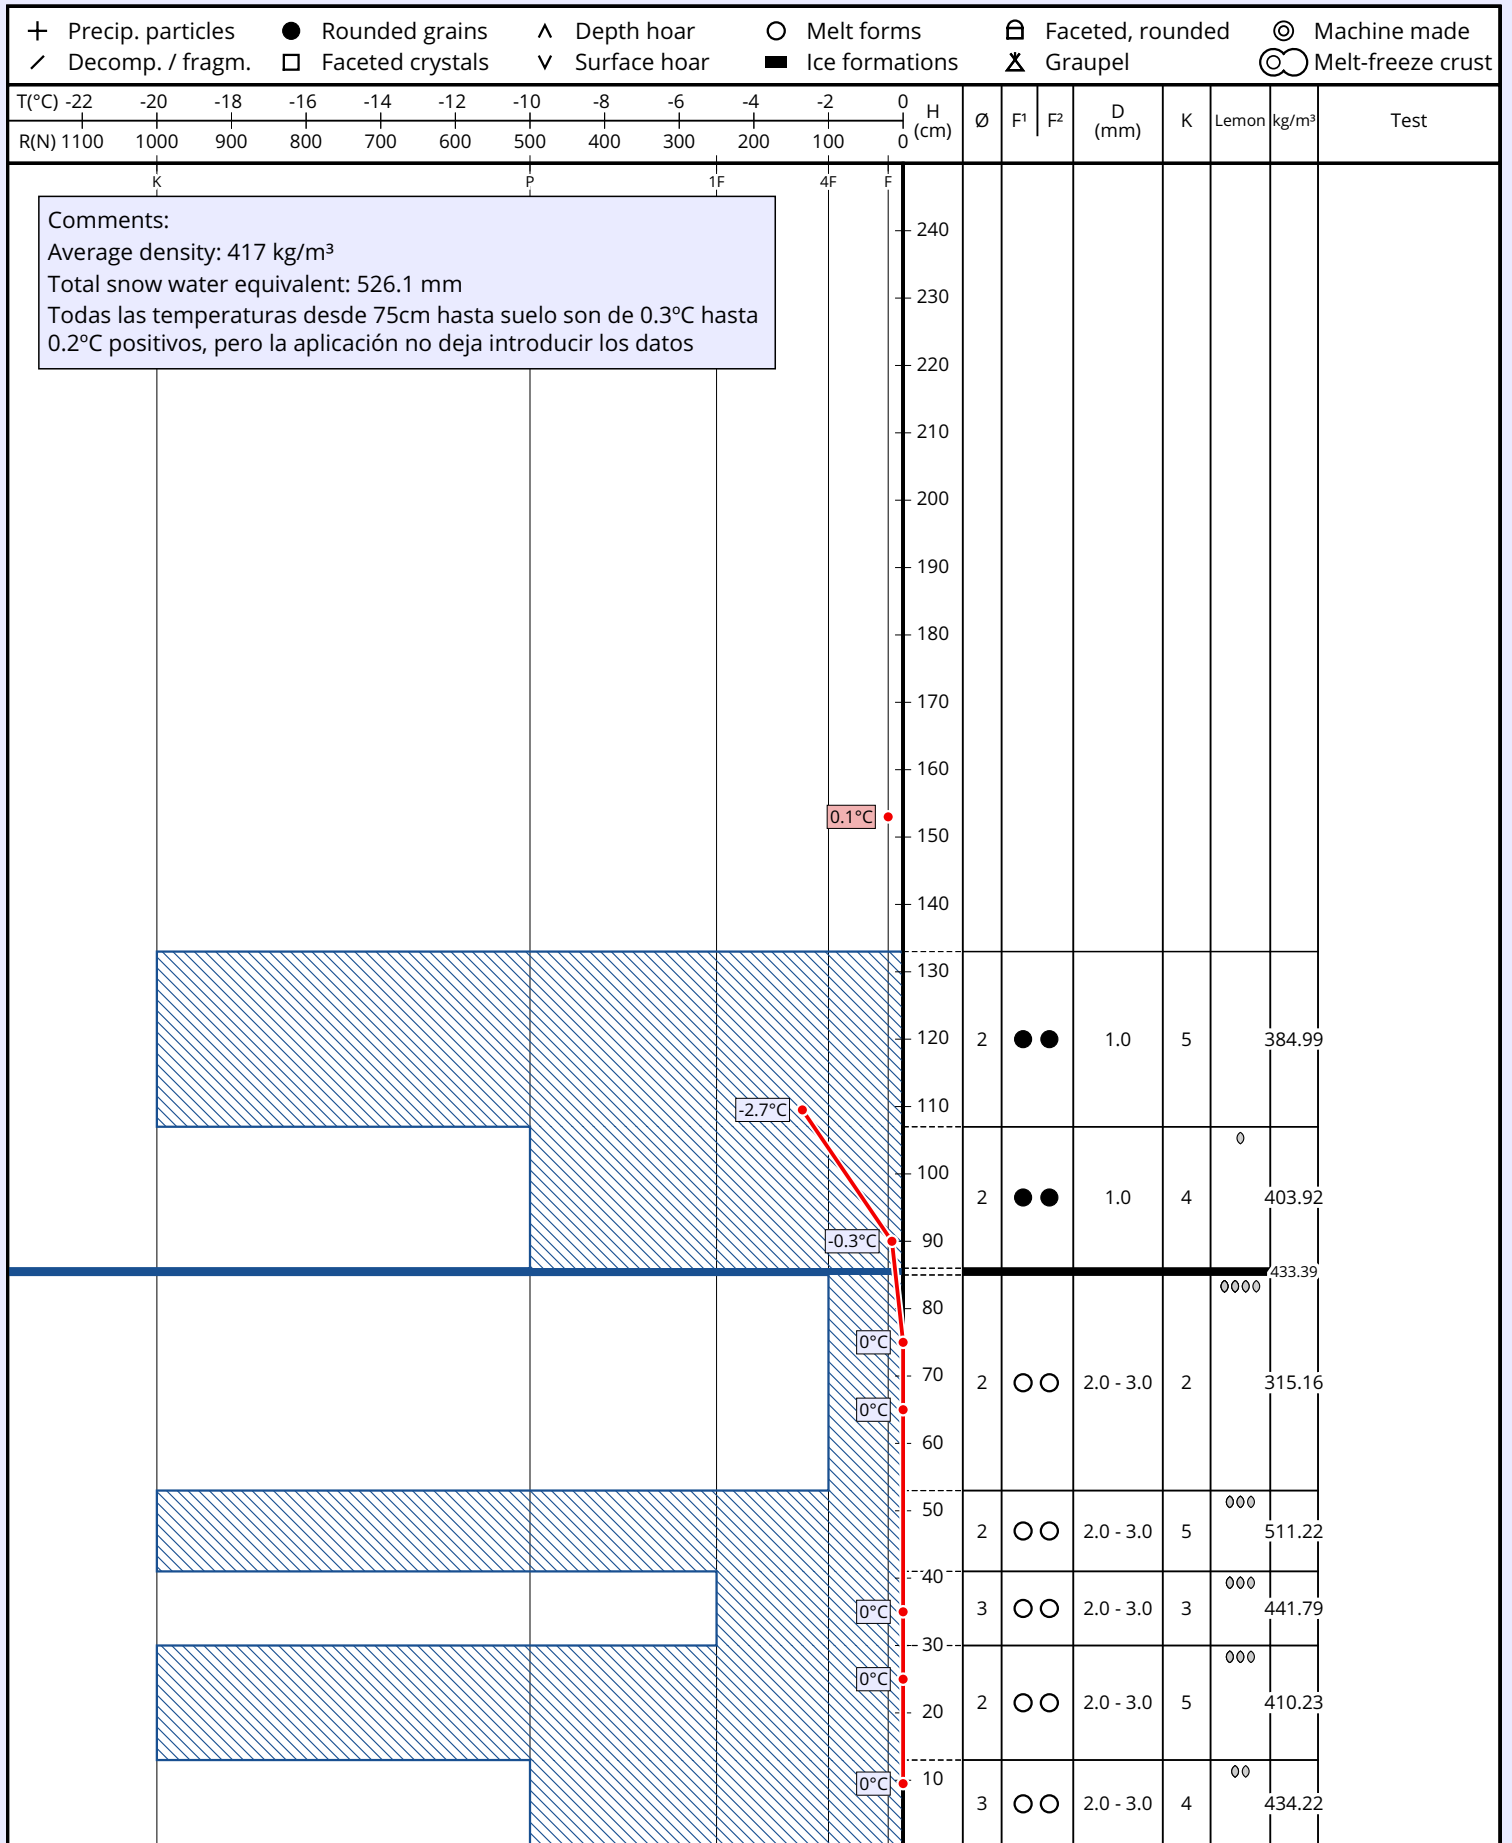 Precip. particles Rounded grains Depth hoar Melt forms Faceted, rounded Machine made
Decomp. / fragm. Faceted crystals Surface hoar Ice formations Graupel Melt-freeze crust
T(°C) -22 -20 -18 -16 -14 -12 -10 -8 -6 -4 -2 0
R(N) 1100 1000 900 800 700 600 500 400 300 200 100 0
H (cm) Ø F¹ F² D (mm) K Lemon kg/m³ Test
K P 1F 4F F
Comments:
Average density: 417 kg/m³
Total snow water equivalent: 526.1 mm
Todas las temperaturas desde 75cm hasta suelo son de 0.3ºC hasta
0.2ºC positivos, pero la aplicación no deja introducir los datos
240
230
220
210
200
190
180
170
160
0.1°C
150
140
130
120 2 1.0 5 384.99
-2.7°C 110
100
2 1.0 4 403.92
-0.3°C 90
433.39
80
0°C
70 2 2.0 - 3.0 2 315.16
0°C
60
50
2 2.0 - 3.0 5 511.22
40
0°C 3 2.0 - 3.0 3 441.79
30
0°C
20 2 2.0 - 3.0 5 410.23
0°C 10
3 2.0 - 3.0 4 434.22